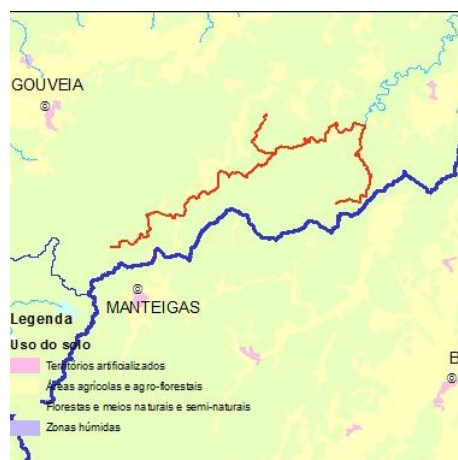 GOUVEIA
MANTEIGAS
B
Legenda
Uso do solo
Territórios artificializados
Áreas agrícolas e agro-florestais
Florestas e meios naturais e semi-naturais
Zonas húmidas